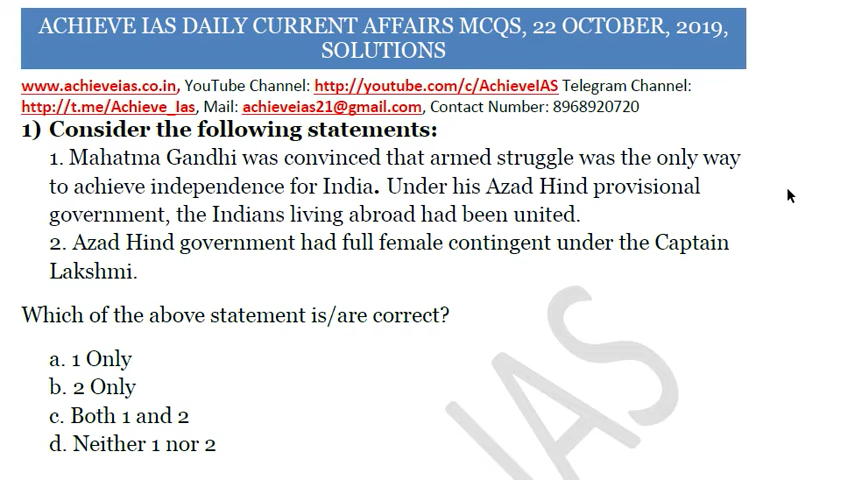 ACHIEVE IAS DAILY CURRENT AFFAIRS MCQS, 22 OCTOBER, 2019,
SOLUTIONS
www.achieveias.co.in, YouTube Channel: http://youtube.com/c/AchieveIAS Telegram Channel:
http://t.me/Achieve_Ias, Mail: achieveias21@gmail.com, Contact Number: 8968920720
1) Consider the following statements:
1. Mahatma Gandhi was convinced that armed struggle was the only way
to achieve independence for India. Under his Azad Hind provisional
government, the Indians living abroad had been united.
2. Azad Hind government had full female contingent under the Captain
Lakshmi.
Which of the above statement is/are correct?
a. 1 Only
b. 2 Only
c. Both 1 and 2
d. Neither 1 nor 2
IAS